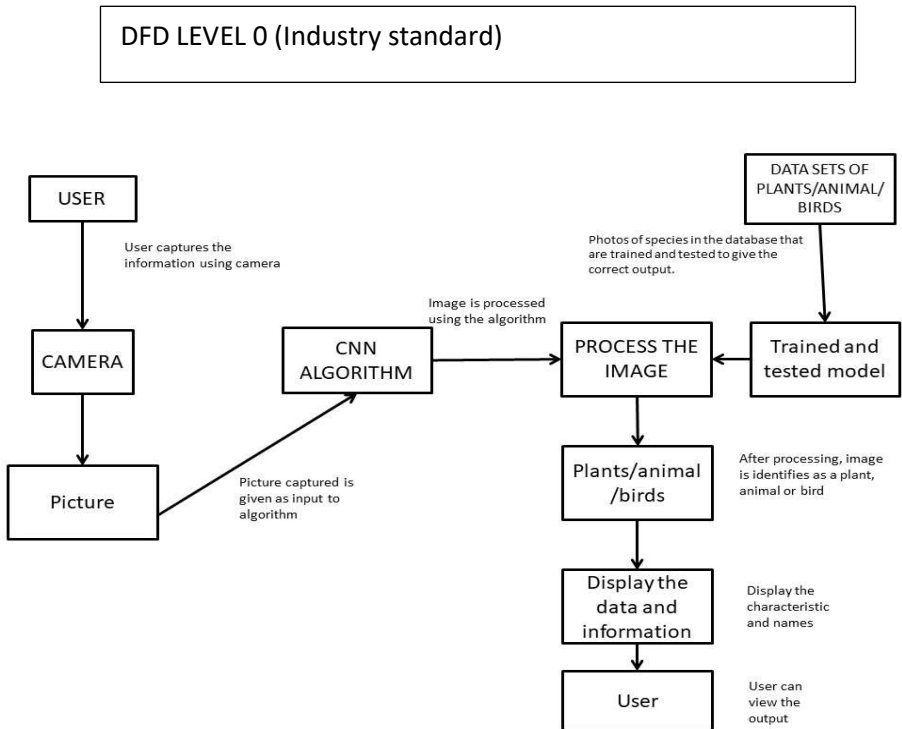 DFD LEVEL 0 (Industry standard)
USER
User captures the
information using camera
CAMERA
Picture
Picture captured is
given as input to
algorithm
CNN
ALGORITHM
Image is processed
using the algorithm
DATA SETS OF
PLANTS/ANIMAL/
BIRDS
Photos of species in the database that
are trained and tested to give the
correct output.
Trained and
tested model
PROCESS THE
IMAGE
Plants/animal
/birds
After processing, image
is identifies as a plant,
animal or bird
Display the
data and
information
Display the
characteristic
and names
User
User can
view the
output